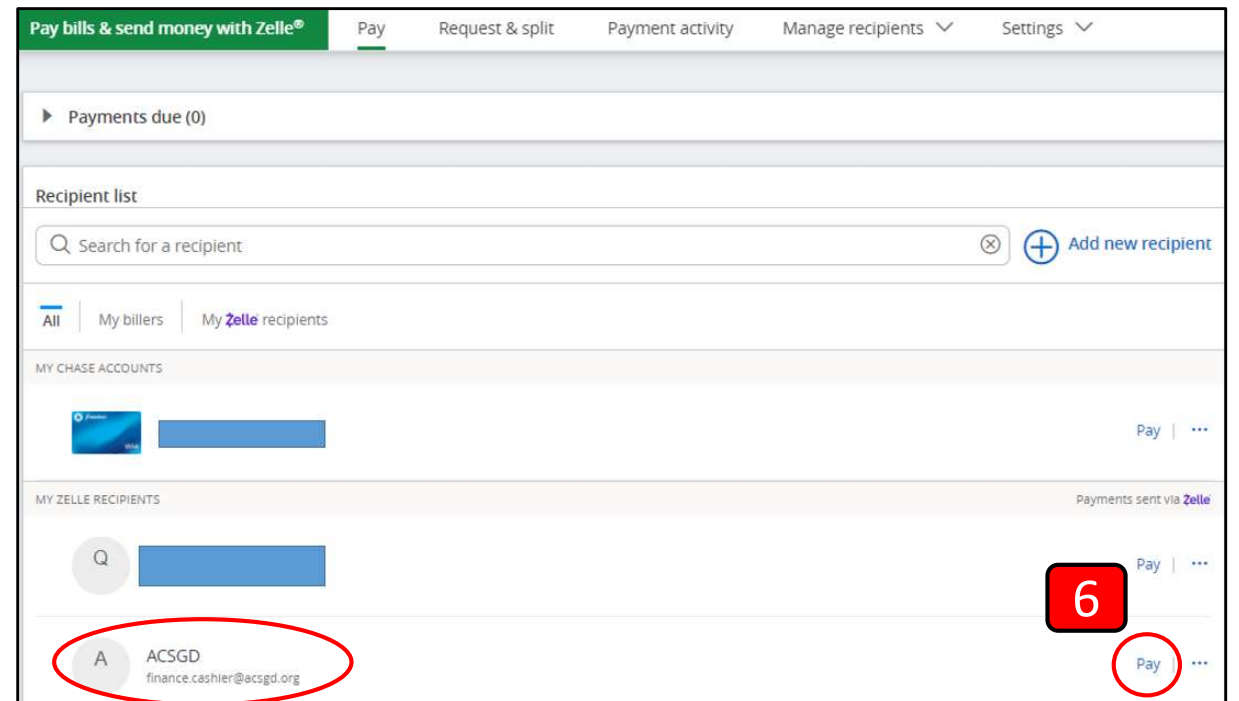 Pay bills & send money with Zelle® Pay Request & split Payment activity Manage recipients Settings
Payments due (0)
Recipient list
Search for a recipient Add new recipient
All My billers My Zelle recipients
MY CHASE ACCOUNTS
freedom
VISA
Pay | ...
MY ZELLE RECIPIENTS Payments sent via Zelle
Q Pay | ...
6
A ACSGD Pay | ...
finance.cashier@acsgd.org